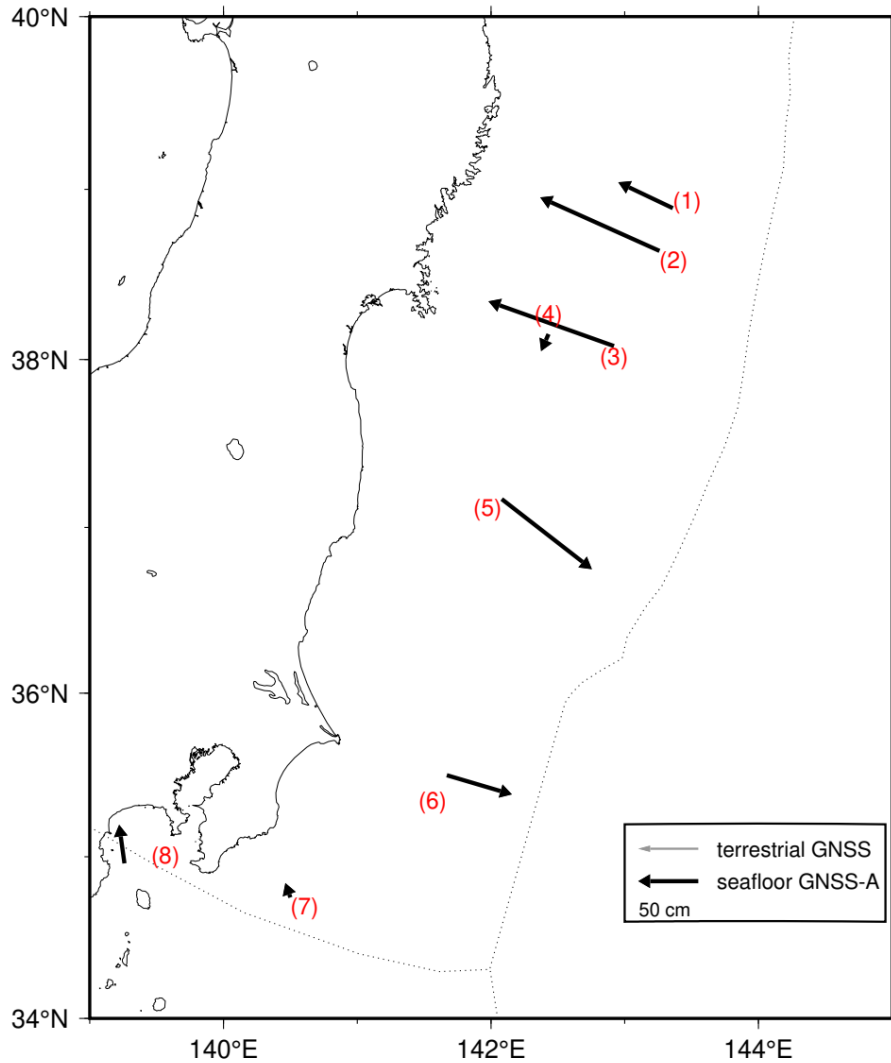 40°N
(1)
(2)
(4)
(3)
38°N
(5)
36°N
(6)
terrestrial GNSS
(8)
seafloor GNSS-A
(7)
50 cm
34°N
140°E
142°E
144°E